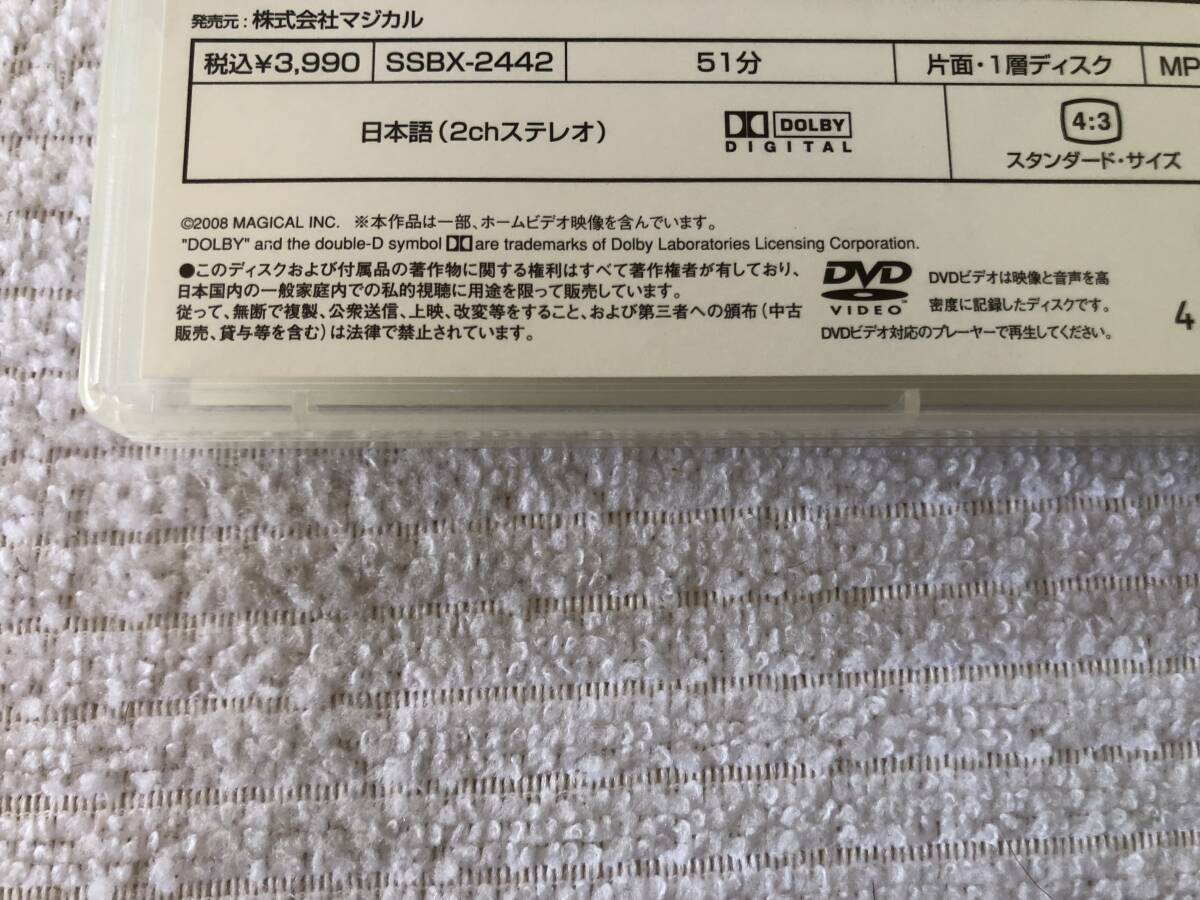 発売元：株式会社マジカル
税込¥3,990 SSBX-2442 51分 片面・1層ディスク MP
日本語（2chステレオ） DOLBY
DIGITAL
4:3
スタンダード・サイズ
©2008 MAGICAL INC. ※本作品は一部、ホームビデオ映像を含んでいます。
"DOLBY" and the double-D symbol are trademarks of Dolby Laboratories Licensing Corporation.
●このディスクおよび付属品の著作物に関する権利はすべて著作権者が有しており、
日本国内の一般家庭内での私的視聴に用途を限って販売しています。
従って、無断で複製、公衆送信、上映、改変等をすること、および第三者への頒布（中古
販売、貸与等を含む）は法律で禁止されています。
DVD
VIDEO™
DVDビデオは映像と音声を高
密度に記録したディスクです。
DVDビデオ対応のプレーヤーで再生してください。
4